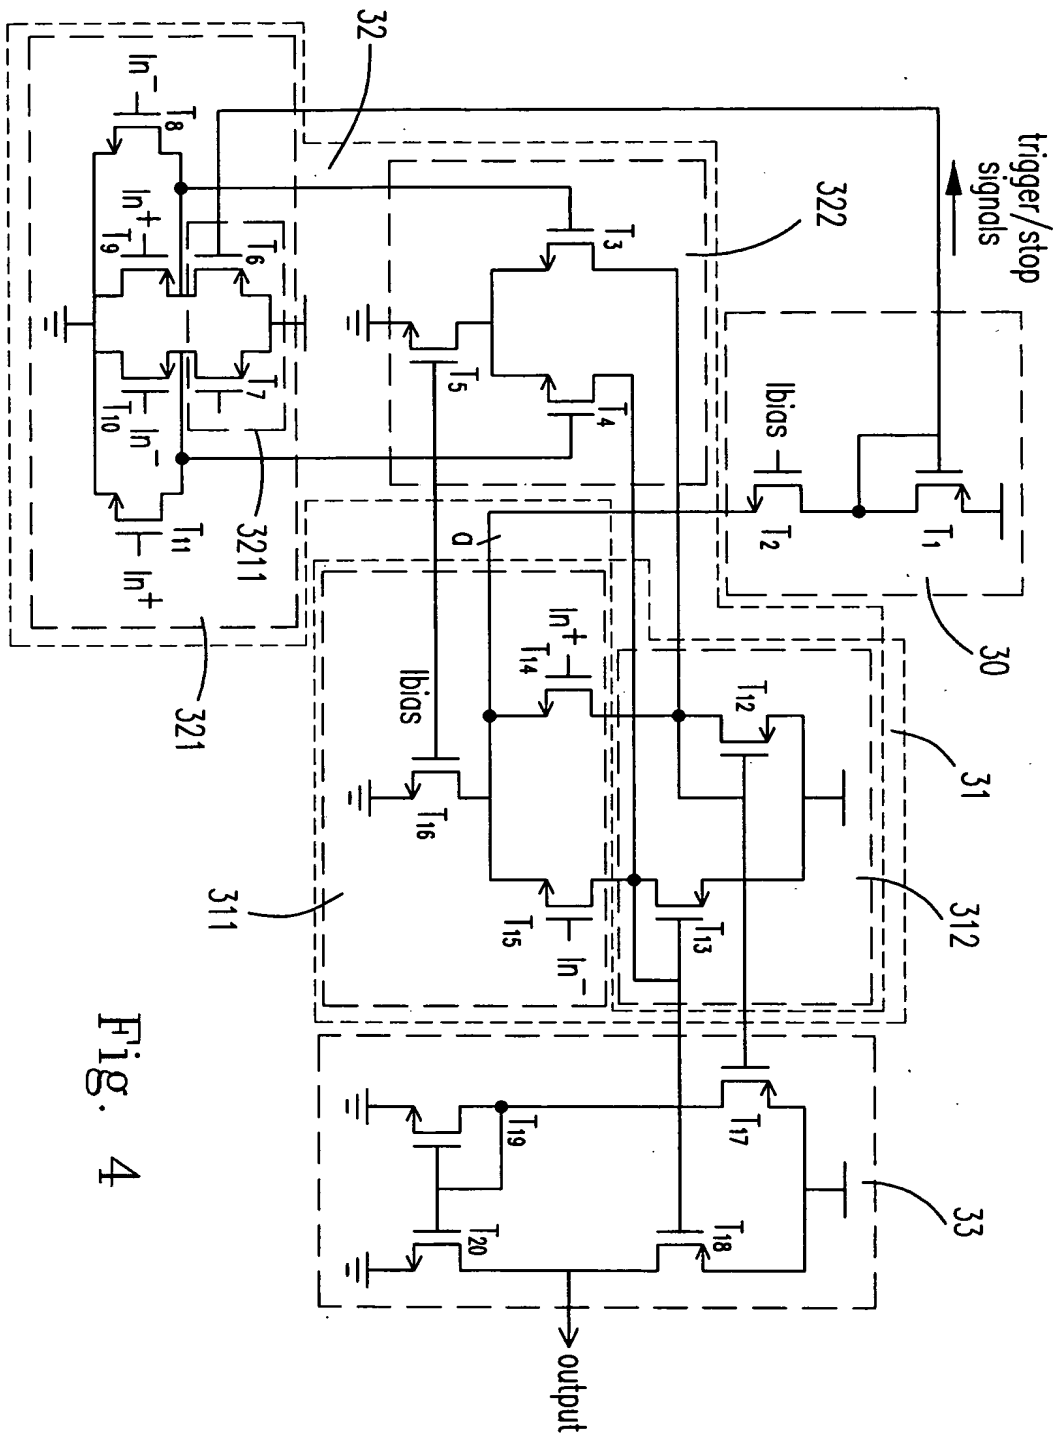 trigger/stop
signals
32
322
30
In-
T8
In+
T9
T6
T7
T10
In-
T11
In+
3211
321
T3
T4
T5
Ibias
T2
T1
a
In+
T14
T12
31
312
Ibias
T16
T15
In-
T13
311
33
T17
T18
T19
T20
output
Fig. 4